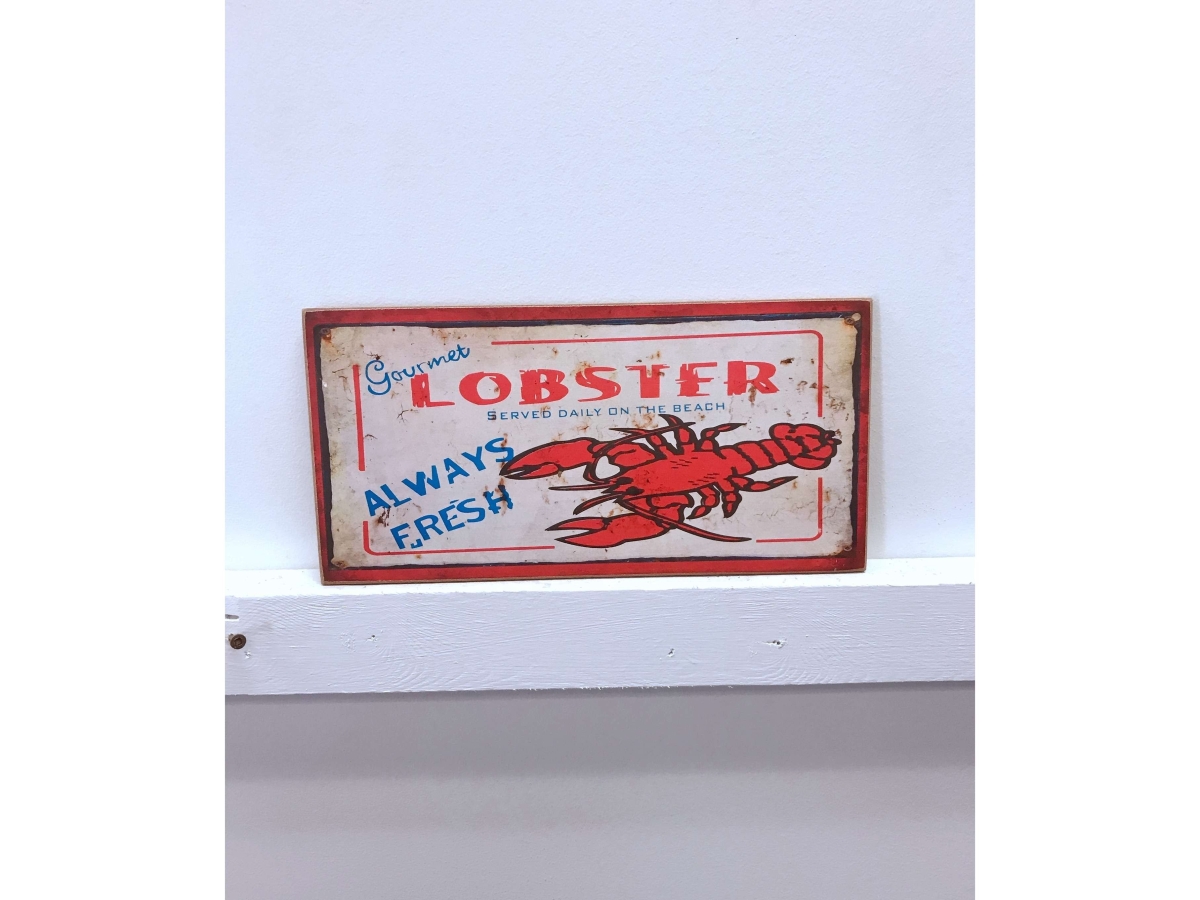 Gourmet
LOBSTER
SERVED DAILY ON THE BEACH
ALWAYS
FRESH